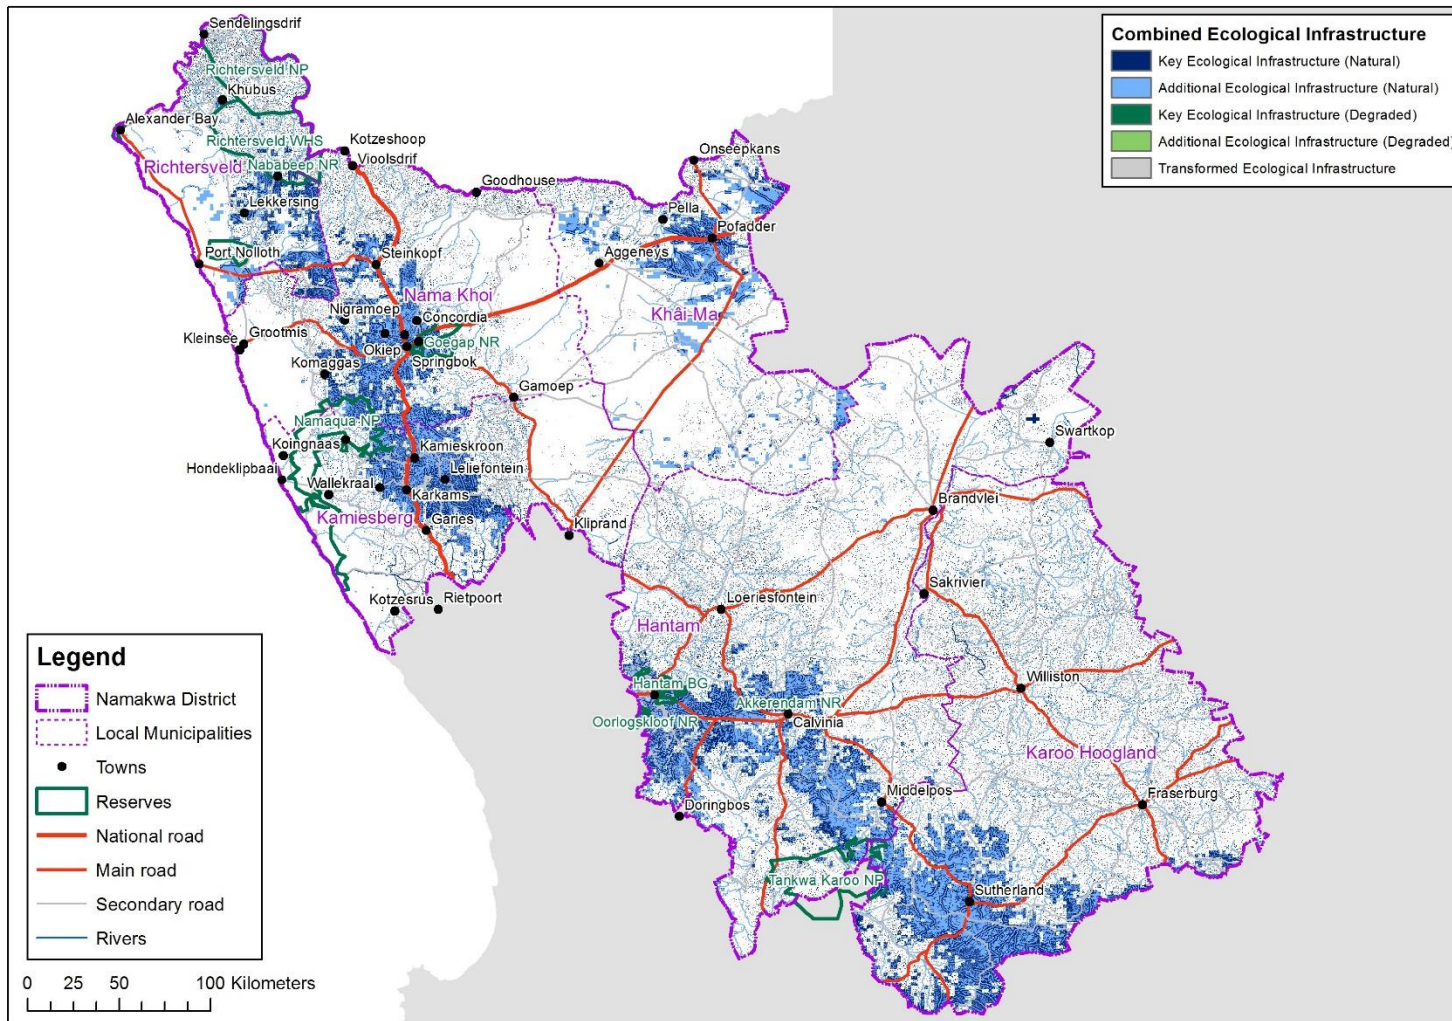 Sendelingsdrif
Richtersveld NP
Khubus
Alexander Bay
Richtersveld WHS
Kotzeshoop
Vioolsdrif
Richtersveld
Nababeep NR
Goodhouse
Onseepkans
Lekkersing
Pella
Pofadder
Port Nolloth
Steinkopf
Aggeneys
Nama Khoi
Nigramoep
Concordia
Khâi-Ma
Kleinsee
Grootmis
Okiep
Goegap NR
Springbok
Komaggas
Gamoep
Namaqua NP
Koingnaas
Kamieskroon
Swartkop
Hondeklipbaai
Leliefontein
Wallekraal
Karkams
Kamiesberg
Garies
Brandvlei
Kliprand
Sakrivier
Kotzesrus
Rietpoort
Loeriesfontein
Hantam
Hantam BG
Akkerendam NR
Williston
Oorlogskloof NR
Calvinia
Karoo Hoogland
Middelpos
Fraserburg
Doringbos
Tankwa Karoo NP
Sutherland
Combined Ecological Infrastructure
Key Ecological Infrastructure (Natural)
Additional Ecological Infrastructure (Natural)
Key Ecological Infrastructure (Degraded)
Additional Ecological Infrastructure (Degraded)
Transformed Ecological Infrastructure
Legend
Namakwa District
Local Municipalities
Towns
Reserves
National road
Main road
Secondary road
Rivers
0 25 50 100 Kilometers